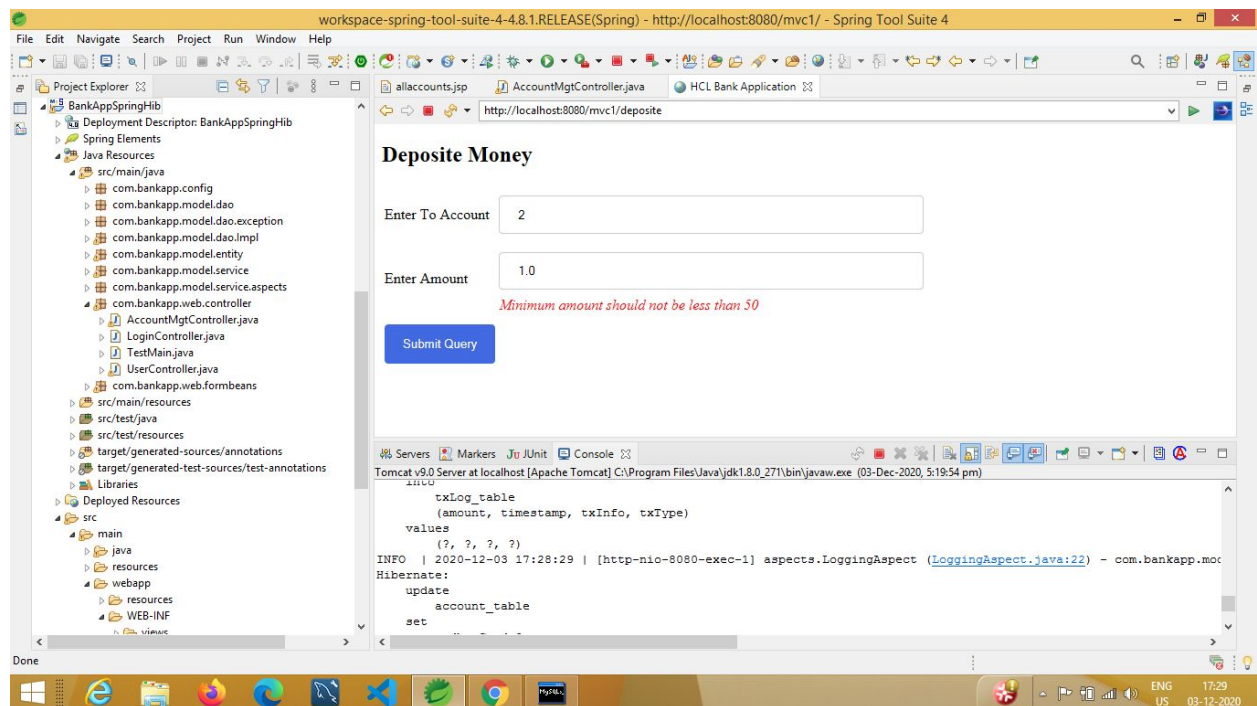 workspace-spring-tool-suite-4-4.8.1.RELEASE(Spring) - http://localhost:8080/mvc1/ - Spring Tool Suite 4
File Edit Navigate Search Project Run Window Help
Project Explorer
BankAppSpringHib
Deployment Descriptor: BankAppSpringHib
Spring Elements
Java Resources
src/main/java
com.bankapp.config
com.bankapp.model.dao
com.bankapp.model.dao.exception
com.bankapp.model.dao.Impl
com.bankapp.model.entity
com.bankapp.model.service
com.bankapp.model.service.aspects
com.bankapp.web.controller
AccountMgtController.java
LoginController.java
TestMain.java
UserController.java
com.bankapp.web.formbeans
src/main/resources
src/test/java
src/test/resources
target/generated-sources/annotations
target/generated-test-sources/test-annotations
Libraries
Deployed Resources
src
main
java
resources
webapp
resources
WEB-INF
views
allaccounts.jsp AccountMgtController.java HCL Bank Application
http://localhost:8080/mvc1/deposite
Deposite Money
Enter To Account 2
Enter Amount 1.0
Minimum amount should not be less than 50
Submit Query
Servers Markers JUnit Console
Tomcat v9.0 Server at localhost [Apache Tomcat] C:\Program Files\Java\jdk1.8.0_271\bin\javaw.exe (03-Dec-2020, 5:19:54 pm)
into
txLog_table
(amount, timestamp, txInfo, txType)
values
(?, ?, ?, ?)
INFO | 2020-12-03 17:28:29 | [http-nio-8080-exec-1] aspects.LoggingAspect (LoggingAspect.java:22) - com.bankapp.moc
Hibernate:
update
account_table
set
Done
MySQL
ENG 17:29
US 03-12-2020